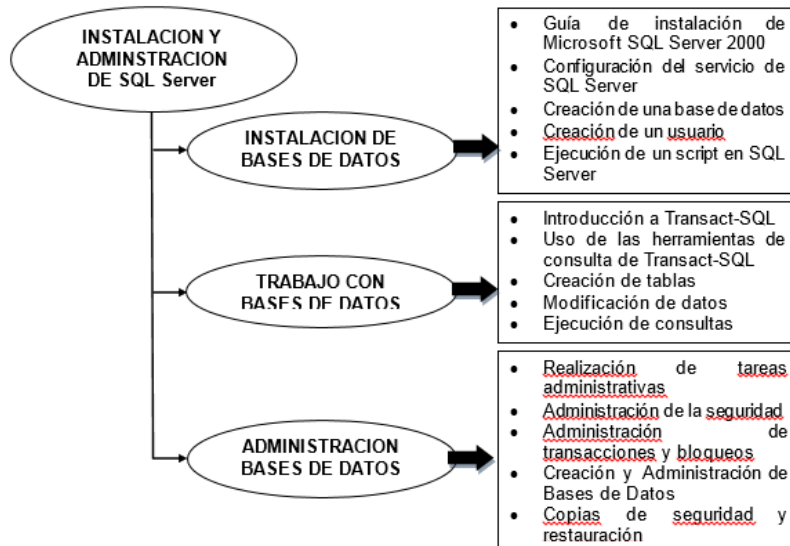 INSTALACION Y
ADMINSTRACION
DE SQL Server
INSTALACION DE
BASES DE DATOS
• Guía de instalación de
Microsoft SQL Server 2000
• Configuración del servicio de
SQL Server
• Creación de una base de datos
• Creación de un usuario
• Ejecución de un script en SQL
Server
TRABAJO CON
BASES DE DATOS
• Introducción a Transact-SQL
• Uso de las herramientas de
consulta de Transact-SQL
• Creación de tablas
• Modificación de datos
• Ejecución de consultas
ADMINISTRACION
BASES DE DATOS
• Realización de tareas
administrativas
• Administración de la seguridad
• Administración de
transacciones y bloqueos
• Creación y Administración de
Bases de Datos
• Copias de seguridad y
restauración